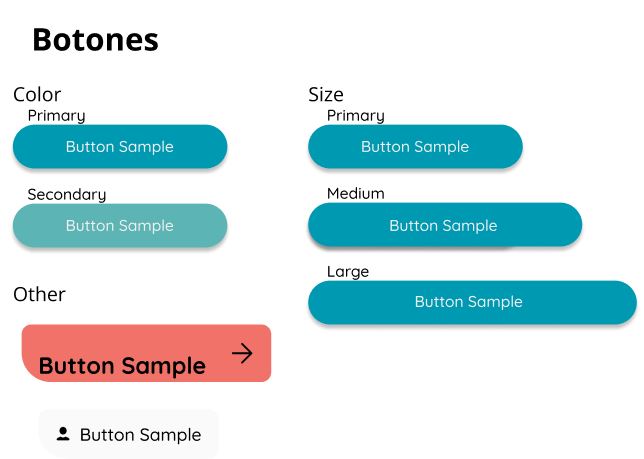 Botones
Color
Primary
Button Sample
Secondary
Button Sample
Other
Button Sample
Button Sample
Size
Primary
Button Sample
Medium
Button Sample
Large
Button Sample